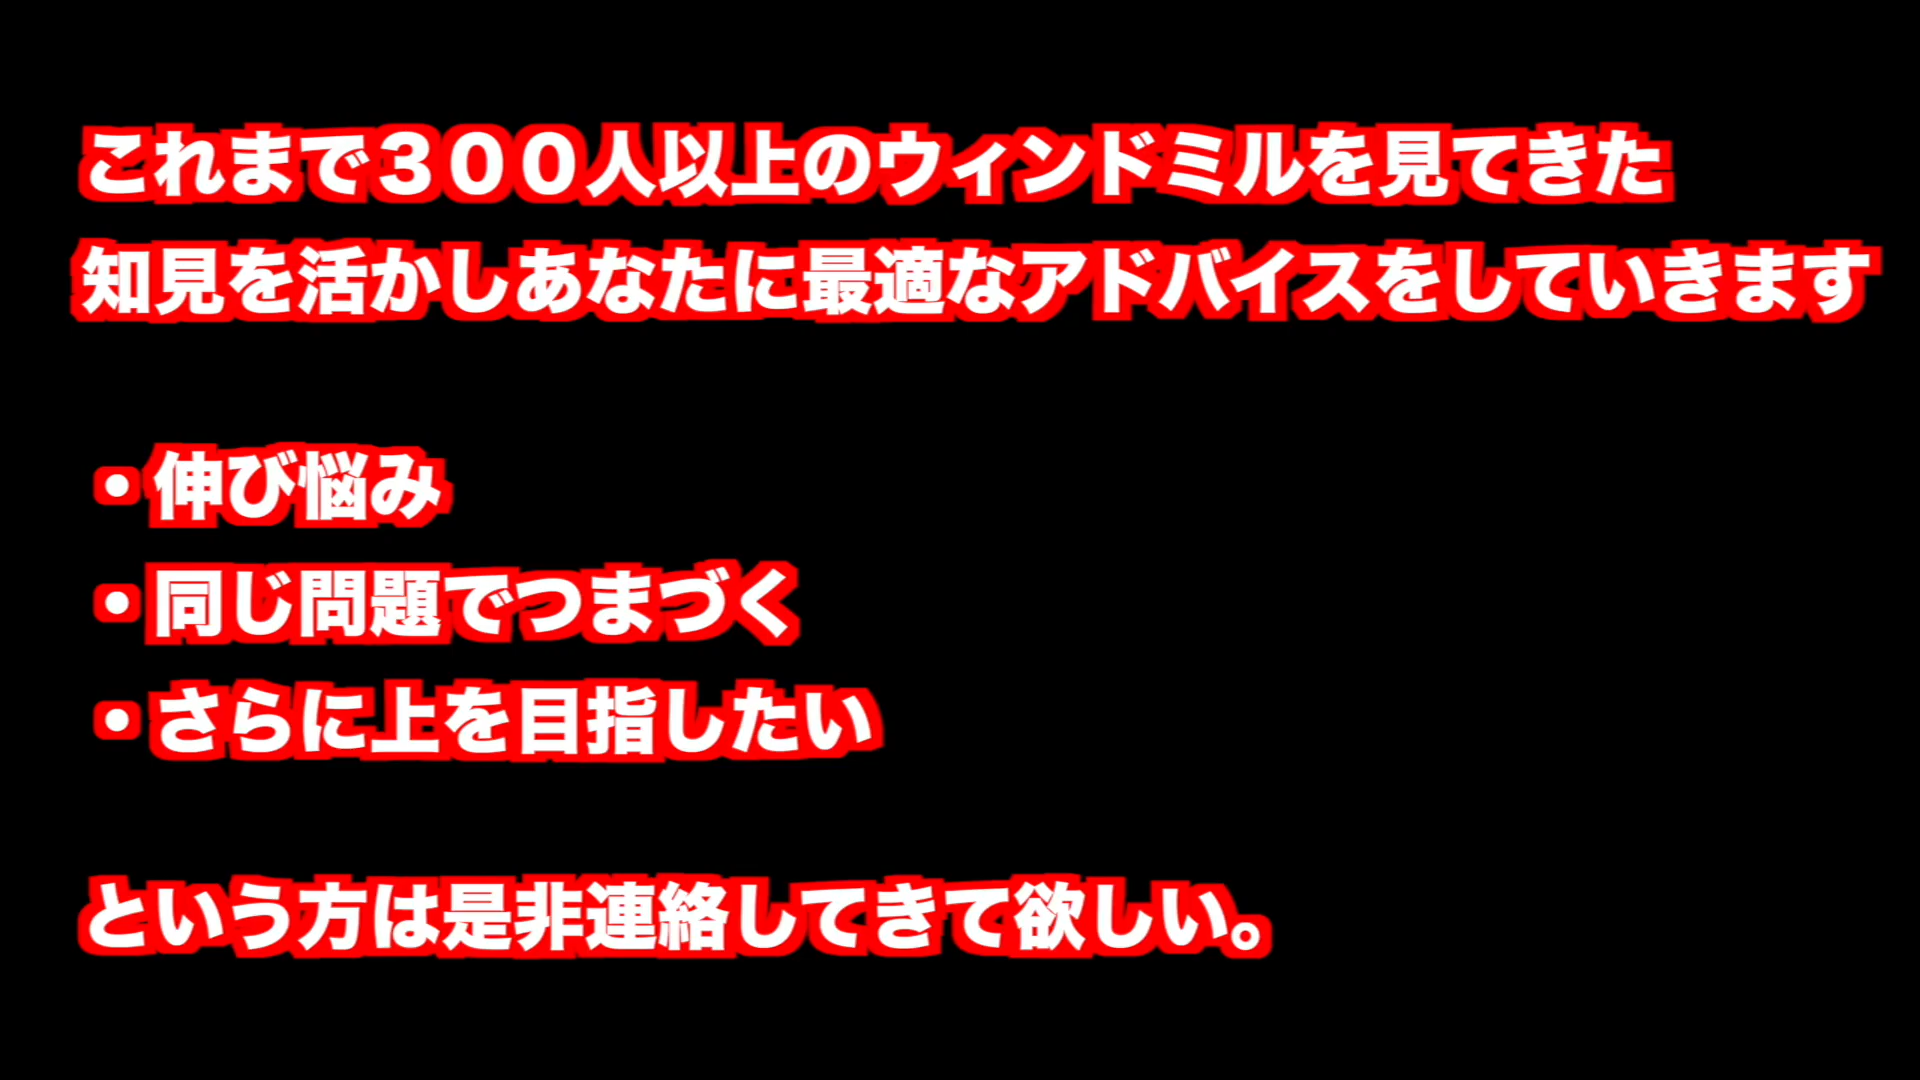 これまで３００人以上のウィンドミルを見てきた
知見を活かしあなたに最適なアドバイスをしていきます
・伸び悩み
・同じ問題でつまづく
・さらに上を目指したい
という方は是非連絡してきて欲しい。